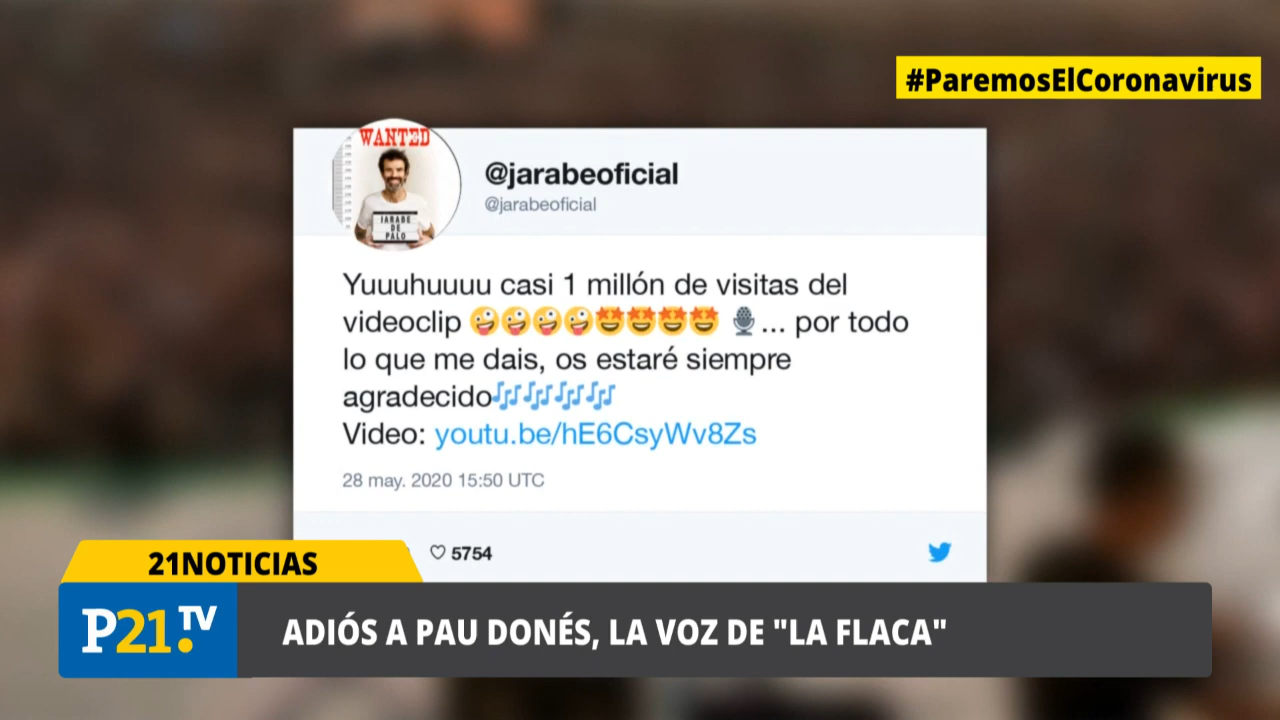 #ParemosElCoronavirus
WANTED
JARABE
DE
PALO
@jarabeoficial
@jarabeoficial
Yuuuhuuuu casi 1 millón de visitas del
videoclip 🤪🤪🤪🤪🤩🤩🤩🤩 🎙️... por todo
lo que me dais, os estaré siempre
agradecido🎶🎶🎶🎶
Video: youtu.be/hE6CsyWv8Zs
28 may. 2020 15:50 UTC
♡ 5754
21NOTICIAS
P21.TV
ADIÓS A PAU DONÉS, LA VOZ DE "LA FLACA"